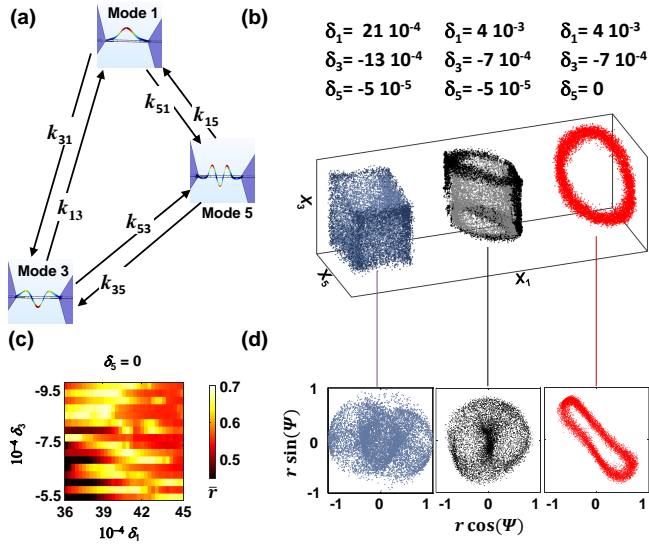 (a)
Mode 1
k31
k13
k51
k15
Mode 5
k53
k35
Mode 3
(b)
δ1= 21 10-4
δ3= -13 10-4
δ5= -5 10-5
δ1= 4 10-3
δ3= -7 10-4
δ5= -5 10-5
δ1= 4 10-3
δ3= -7 10-4
δ5= 0
X3
X5
X1
(c)
δ5 = 0
10-4 δ3
-9.5
-7.5
-5.5
36
39
42
45
10-4 δ1
0.7
0.6
0.5
r̅
(d)
r sin(Ψ)
1
0
-1
-1 0 1
-1 0 1
-1 0 1
r cos(Ψ)